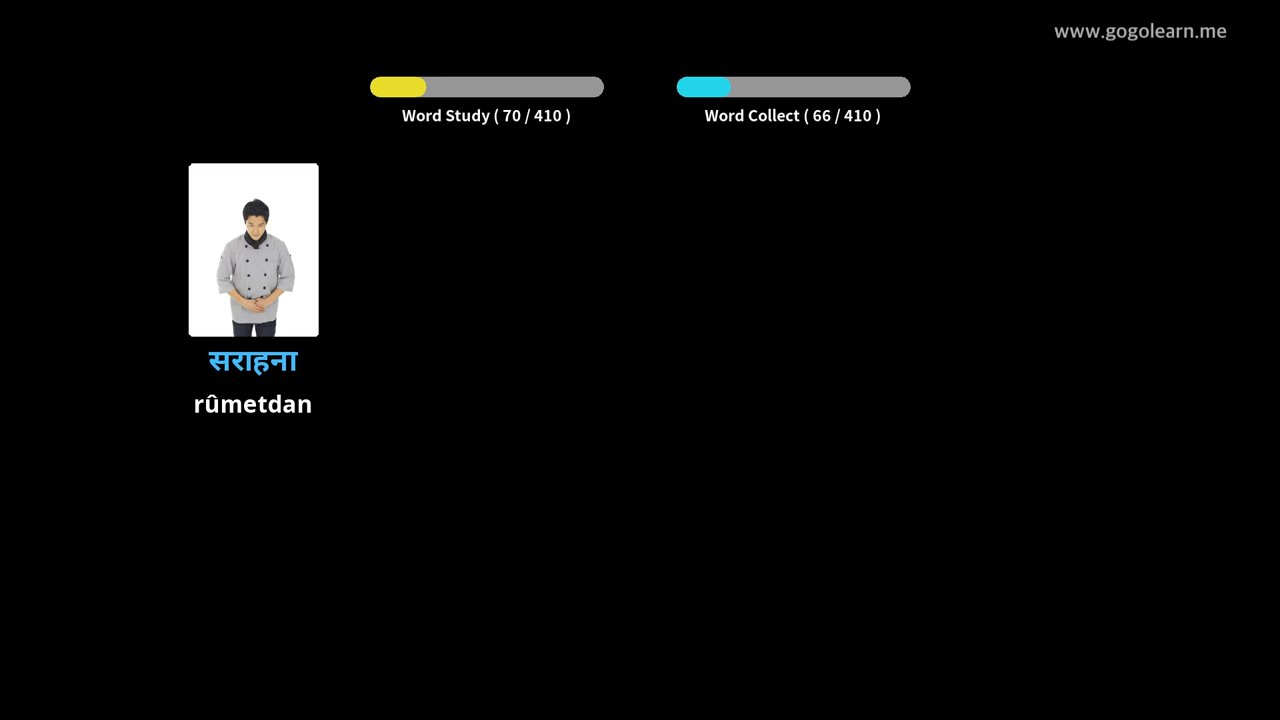 www.gogolearn.me
Word Study ( 70 / 410 )
Word Collect ( 66 / 410 )
सराहना
rûmetdan